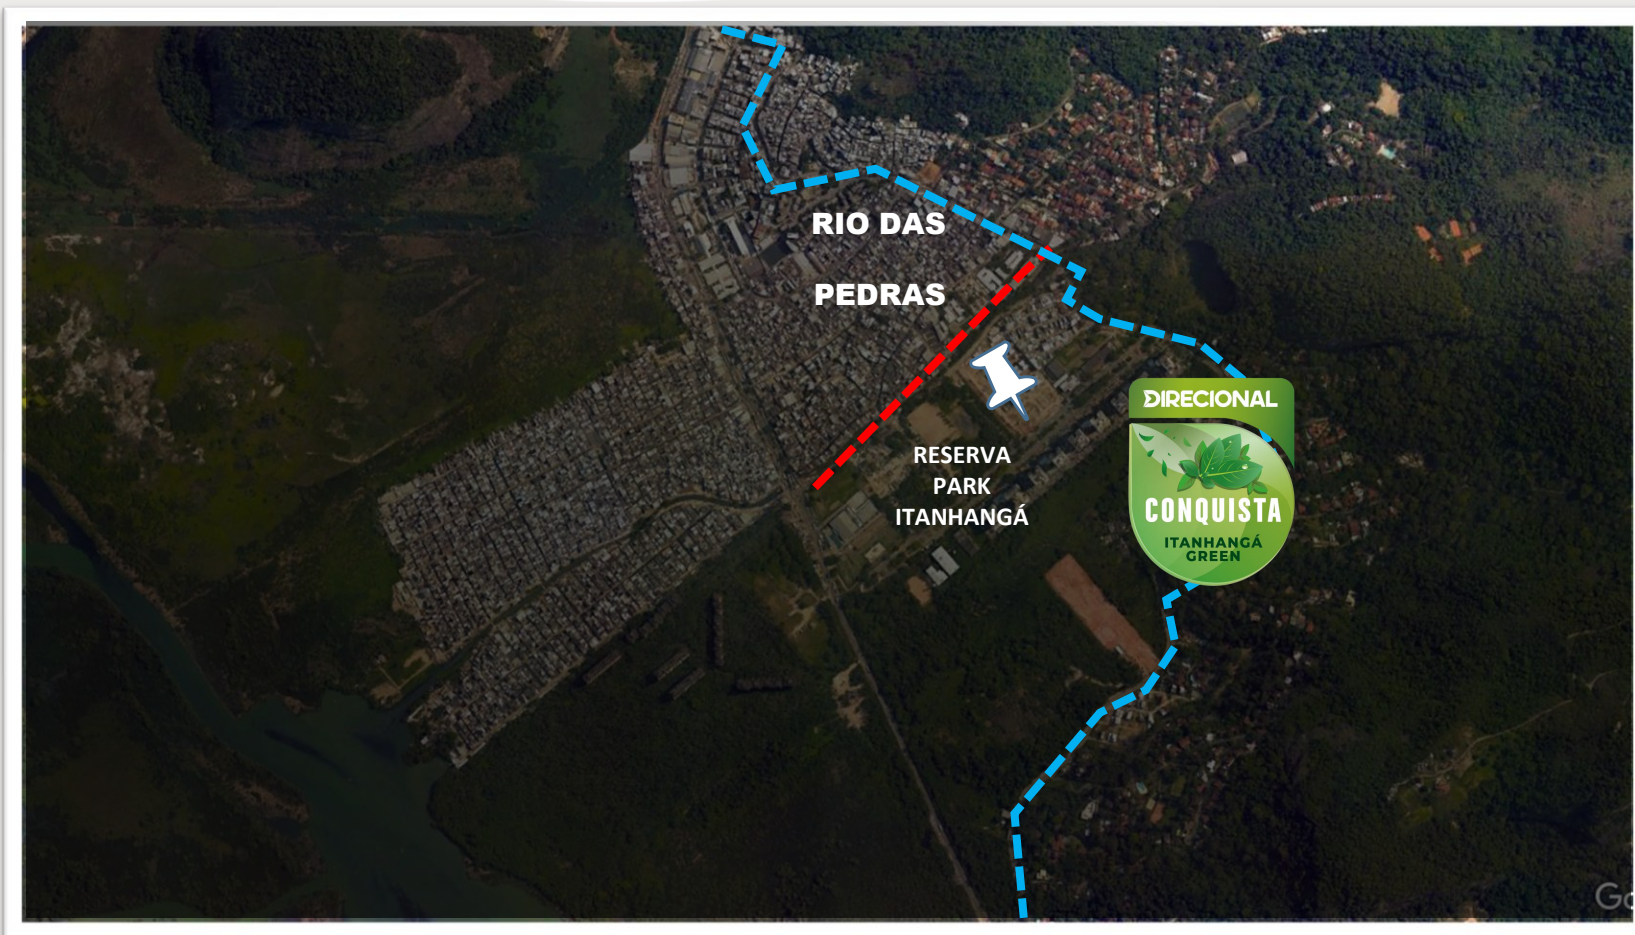 RIO DAS
PEDRAS
RESERVA
PARK
ITANHANGÁ
DIRECIONAL
CONQUISTA
ITANHANGÁ
GREEN